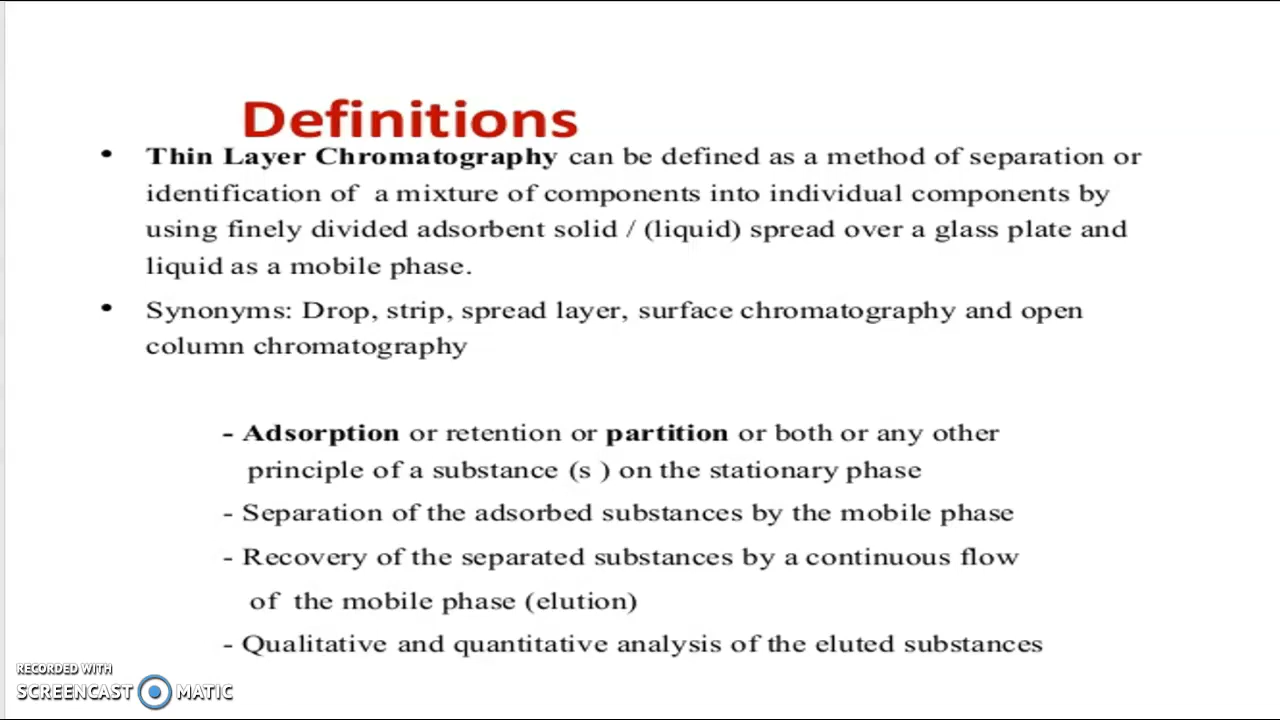 Definitions
• Thin Layer Chromatography can be defined as a method of separation or
identification of a mixture of components into individual components by
using finely divided adsorbent solid / (liquid) spread over a glass plate and
liquid as a mobile phase.
• Synonyms: Drop, strip, spread layer, surface chromatography and open
column chromatography
- Adsorption or retention or partition or both or any other
principle of a substance (s ) on the stationary phase
- Separation of the adsorbed substances by the mobile phase
- Recovery of the separated substances by a continuous flow
of the mobile phase (elution)
- Qualitative and quantitative analysis of the eluted substances
RECORDED WITH
SCREENCAST MATIC